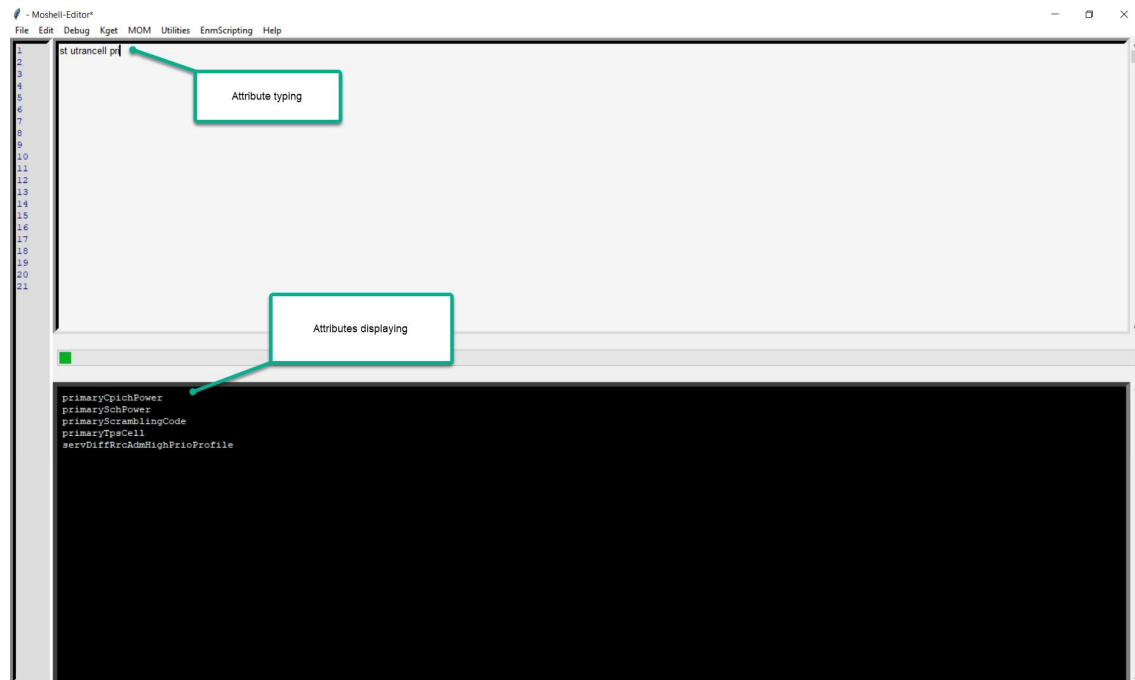 - Moshell-Editor*
File Edit Debug Kget MOM Utilities EnmScripting Help
1 st utrancell pri
2
3
4
5
6
7
8
9
10
11
12
13
14
15
16
17
18
19
20
21
Attribute typing
Attributes displaying
primaryCpichPower
primarySchPower
primaryScramblingCode
primaryTpsCell
servDiffRrcAdmHighPrioProfile